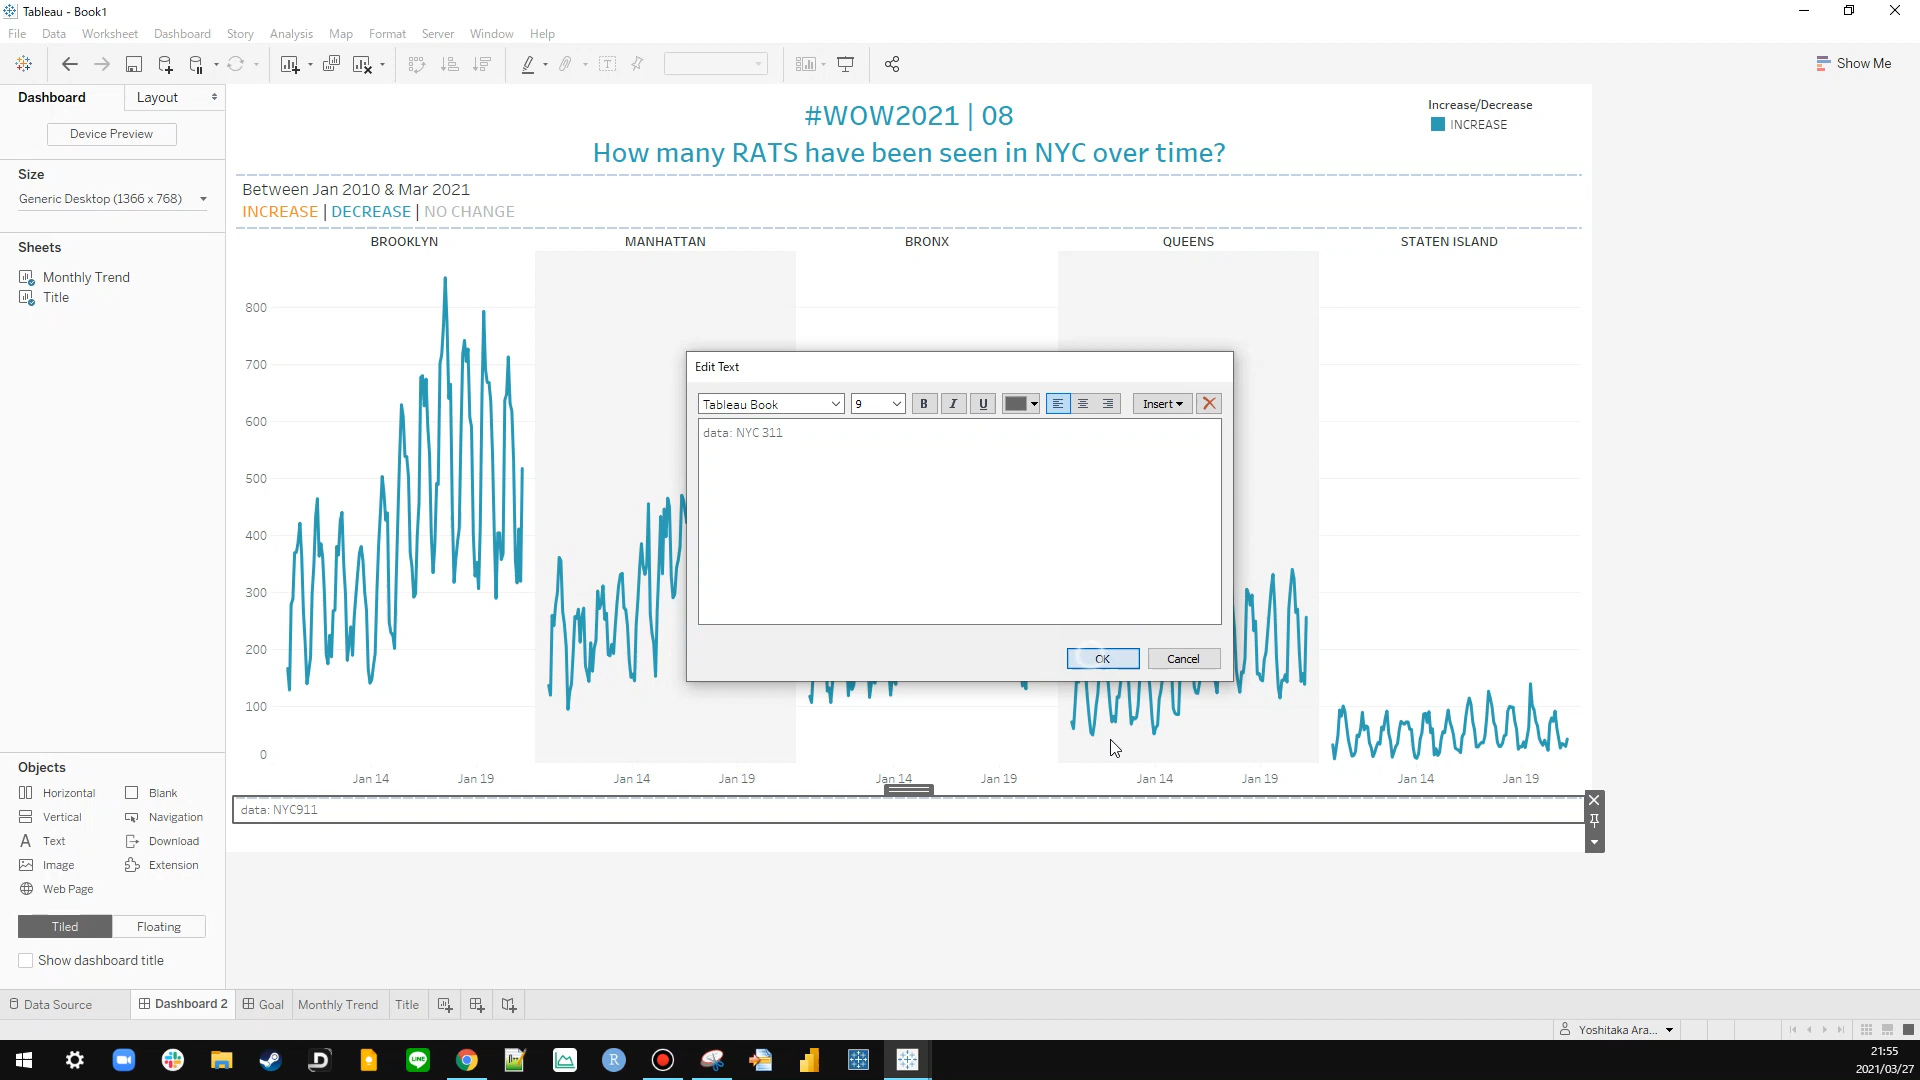 Tableau - Book1
File Data Worksheet Dashboard Story Analysis Map Format Server Window Help
Show Me
Dashboard Layout
Device Preview
Size
Generic Desktop (1366 x 768)
Sheets
Monthly Trend
Title
Objects
Horizontal Blank
Vertical Navigation
Text Download
Image Extension
Web Page
Tiled Floating
Show dashboard title
#WOW2021 | 08
How many RATS have been seen in NYC over time?
Increase/Decrease
INCREASE
Between Jan 2010 & Mar 2021
INCREASE | DECREASE | NO CHANGE
BROOKLYN MANHATTAN BRONX QUEENS STATEN ISLAND
800
700
600
500
400
300
200
100
0
Jan 14 Jan 19 Jan 14 Jan 19 Jan 14 Jan 19 Jan 14 Jan 19 Jan 14 Jan 19
data: NYC911
Edit Text
Tableau Book 9 B I U Insert
data: NYC 311
OK Cancel
Data Source Dashboard 2 Goal Monthly Trend Title
Yoshitaka Ara...
LINE
R
21:55
2021/03/27